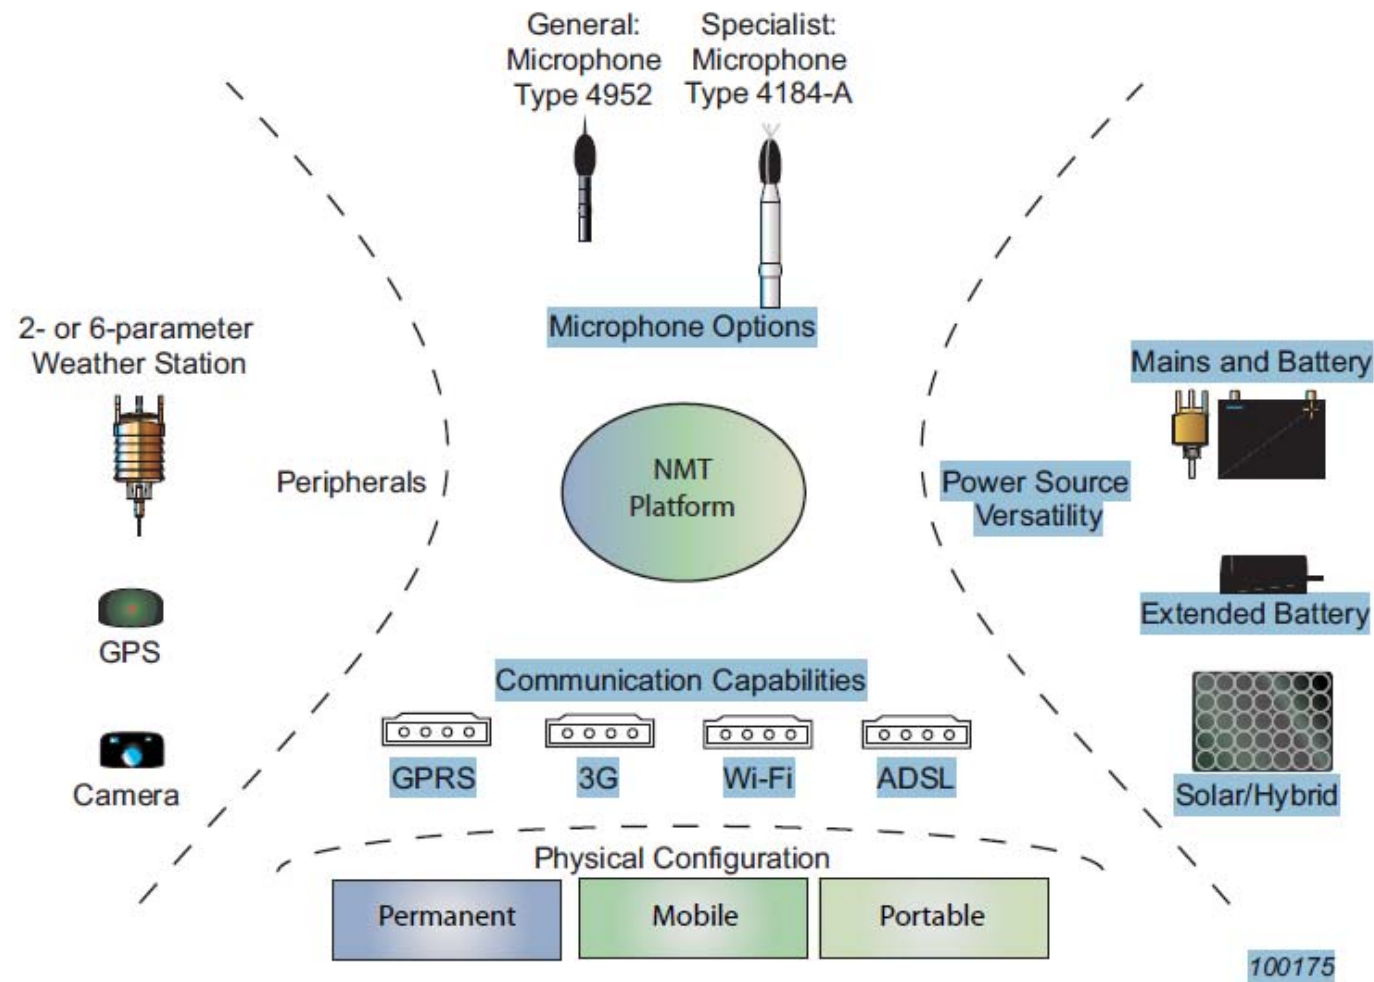 General:
Microphone
Type 4952
Specialist:
Microphone
Type 4184-A
Microphone Options
2- or 6-parameter
Weather Station
Peripherals
GPS
Camera
NMT
Platform
Mains and Battery
Power Source
Versatility
Extended Battery
Solar/Hybrid
Communication Capabilities
GPRS
3G
Wi-Fi
ADSL
Physical Configuration
Permanent
Mobile
Portable
100175